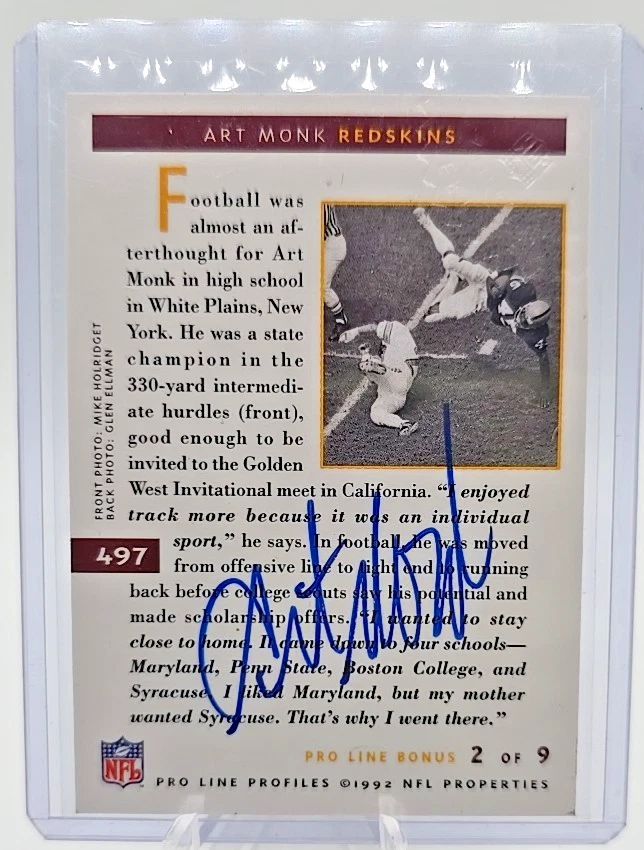 ART MONK REDSKINS
Football was
almost an af-
terthought for Art
Monk in high school
in White Plains, New
York. He was a state
champion in the
330-yard intermedi-
ate hurdles (front),
good enough to be
invited to the Golden
West Invitational meet in California. “I enjoyed
track more because it was an individual
sport,” he says. In football, he was moved
from offensive line to tight end to running
back before college scouts saw his potential and
made scholarship offers. “I wanted to stay
close to home. It came down to four schools—
Maryland, Penn State, Boston College, and
Syracuse. I liked Maryland, but my mother
wanted Syracuse. That's why I went there.”
FRONT PHOTO: MIKE HOLRIDGET
BACK PHOTO: GLEN ELLMAN
497
Art Monk
PRO LINE BONUS 2 OF 9
NFL
PRO LINE PROFILES ©1992 NFL PROPERTIES